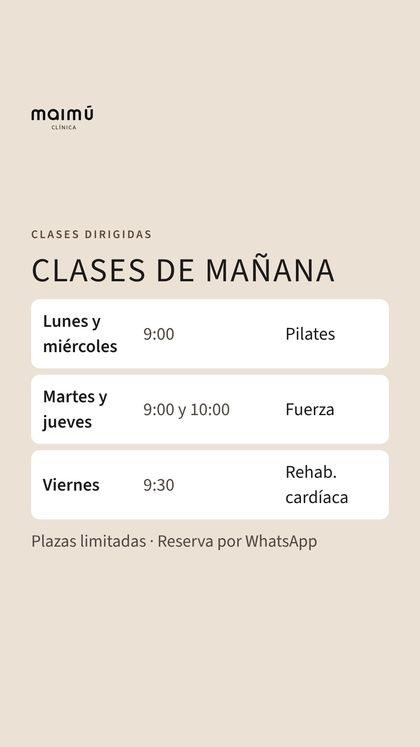 maimú
CLÍNICA
CLASES DIRIGIDAS
CLASES DE MAÑANA
Lunes y
miércoles
9:00
Pilates
Martes y
jueves
9:00 y 10:00
Fuerza
Viernes
9:30
Rehab.
cardíaca
Plazas limitadas · Reserva por WhatsApp